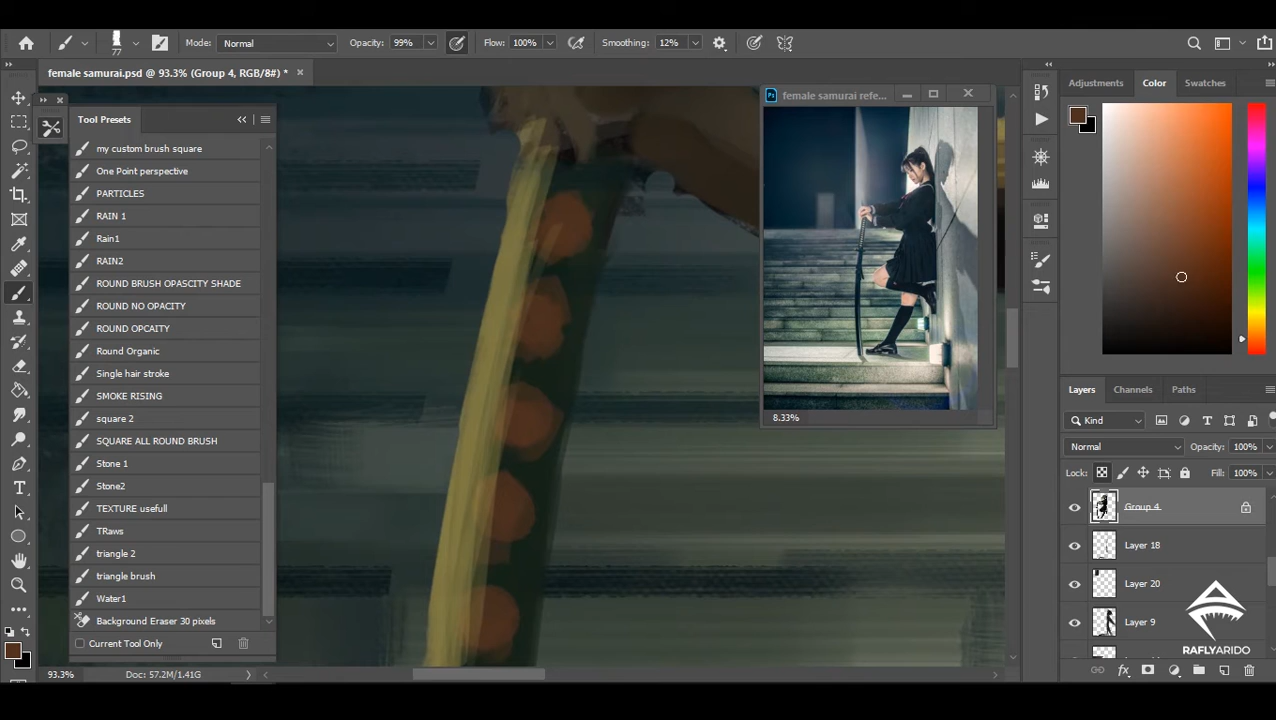 Mode: Normal Opacity: 99% Flow: 100% Smoothing: 12%
77
female samurai.psd @ 93.3% (Group 4, RGB/8#) * ×
Tool Presets
my custom brush square
One Point perspective
PARTICLES
RAIN 1
Rain1
RAIN2
ROUND BRUSH OPASCITY SHADE
ROUND NO OPACITY
ROUND OPCAITY
Round Organic
Single hair stroke
SMOKE RISING
square 2
SQUARE ALL ROUND BRUSH
Stone 1
Stone2
TEXTURE usefull
TRaws
triangle 2
triangle brush
Water1
Background Eraser 30 pixels
Current Tool Only
93.3% Doc: 57.2M/1.41G
Ps female samurai refe...
8.33%
Adjustments Color Swatches
Layers Channels Paths
Kind
Normal Opacity: 100%
Lock: Fill: 100%
Group 4
Layer 18
Layer 20
Layer 9
RAFLYARIDO